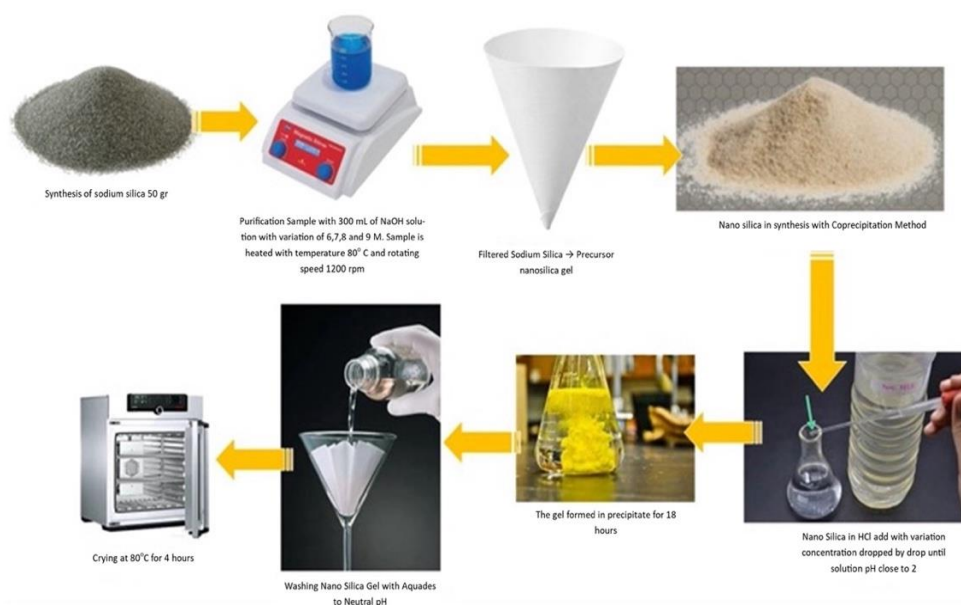 Synthesis of sodium silica 50 gr
Purification Sample with 300 mL of NaOH solu-
tion with variation of 6,7,8 and 9 M. Sample is
heated with temperature 80° C and rotating
speed 1200 rpm
Filtered Sodium Silica → Precursor
nanosilica gel
Nano silica in synthesis with Coprecipitation Method
Nano Silica in HCl add with variation
concentration dropped by drop until
solution pH close to 2
The gel formed in precipitate for 18
hours
Washing Nano Silica Gel with Aquades
to Neutral pH
Crying at 80°C for 4 hours